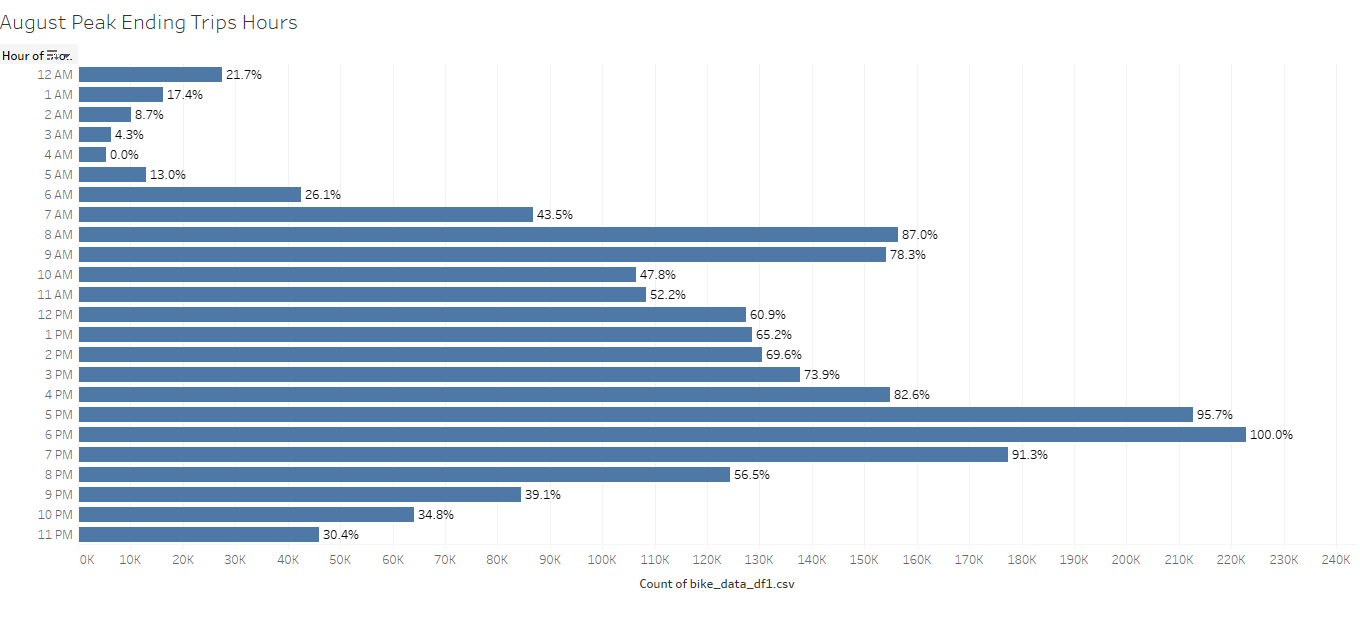 August Peak Ending Trips Hours
Hour of
12 AM 21.7%
1 AM 17.4%
2 AM 8.7%
3 AM 4.3%
4 AM 0.0%
5 AM 13.0%
6 AM 26.1%
7 AM 43.5%
8 AM 87.0%
9 AM 78.3%
10 AM 47.8%
11 AM 52.2%
12 PM 60.9%
1 PM 65.2%
2 PM 69.6%
3 PM 73.9%
4 PM 82.6%
5 PM 95.7%
6 PM 100.0%
7 PM 91.3%
8 PM 56.5%
9 PM 39.1%
10 PM 34.8%
11 PM 30.4%
0K 10K 20K 30K 40K 50K 60K 70K 80K 90K 100K 110K 120K 130K 140K 150K 160K 170K 180K 190K 200K 210K 220K 230K 240K
Count of bike_data_df1.csv